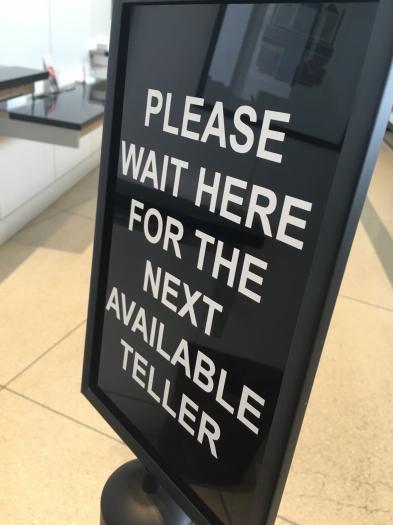 PLEASE
WAIT HERE
FOR THE
NEXT
AVAILABLE
TELLER